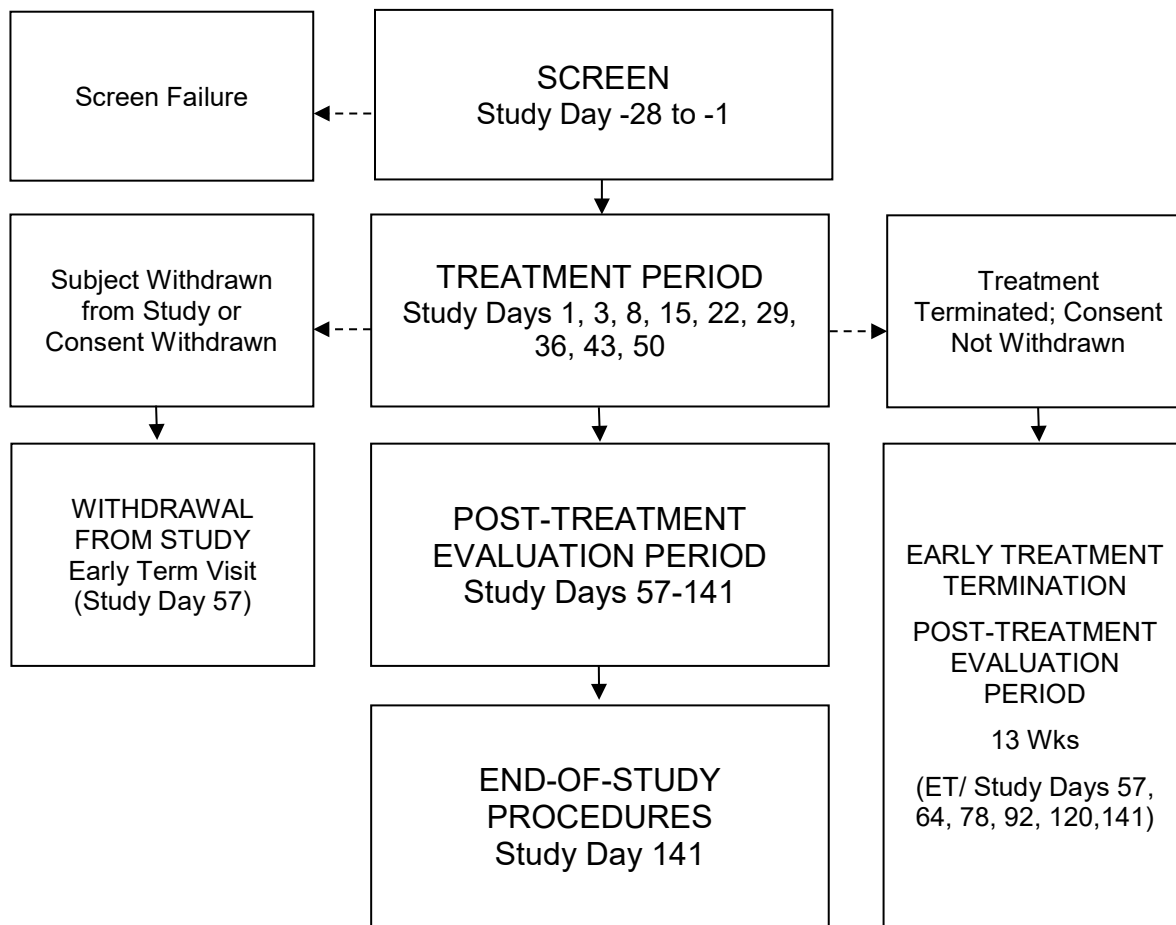 Screen Failure
SCREEN
Study Day -28 to -1
Subject Withdrawn
from Study or
Consent Withdrawn
TREATMENT PERIOD
Study Days 1, 3, 8, 15, 22, 29,
36, 43, 50
Treatment
Terminated; Consent
Not Withdrawn
WITHDRAWAL
FROM STUDY
Early Term Visit
(Study Day 57)
POST-TREATMENT
EVALUATION PERIOD
Study Days 57-141
EARLY TREATMENT
TERMINATION
POST-TREATMENT
EVALUATION
PERIOD
13 Wks
(ET/ Study Days 57,
64, 78, 92, 120,141)
END-OF-STUDY
PROCEDURES
Study Day 141